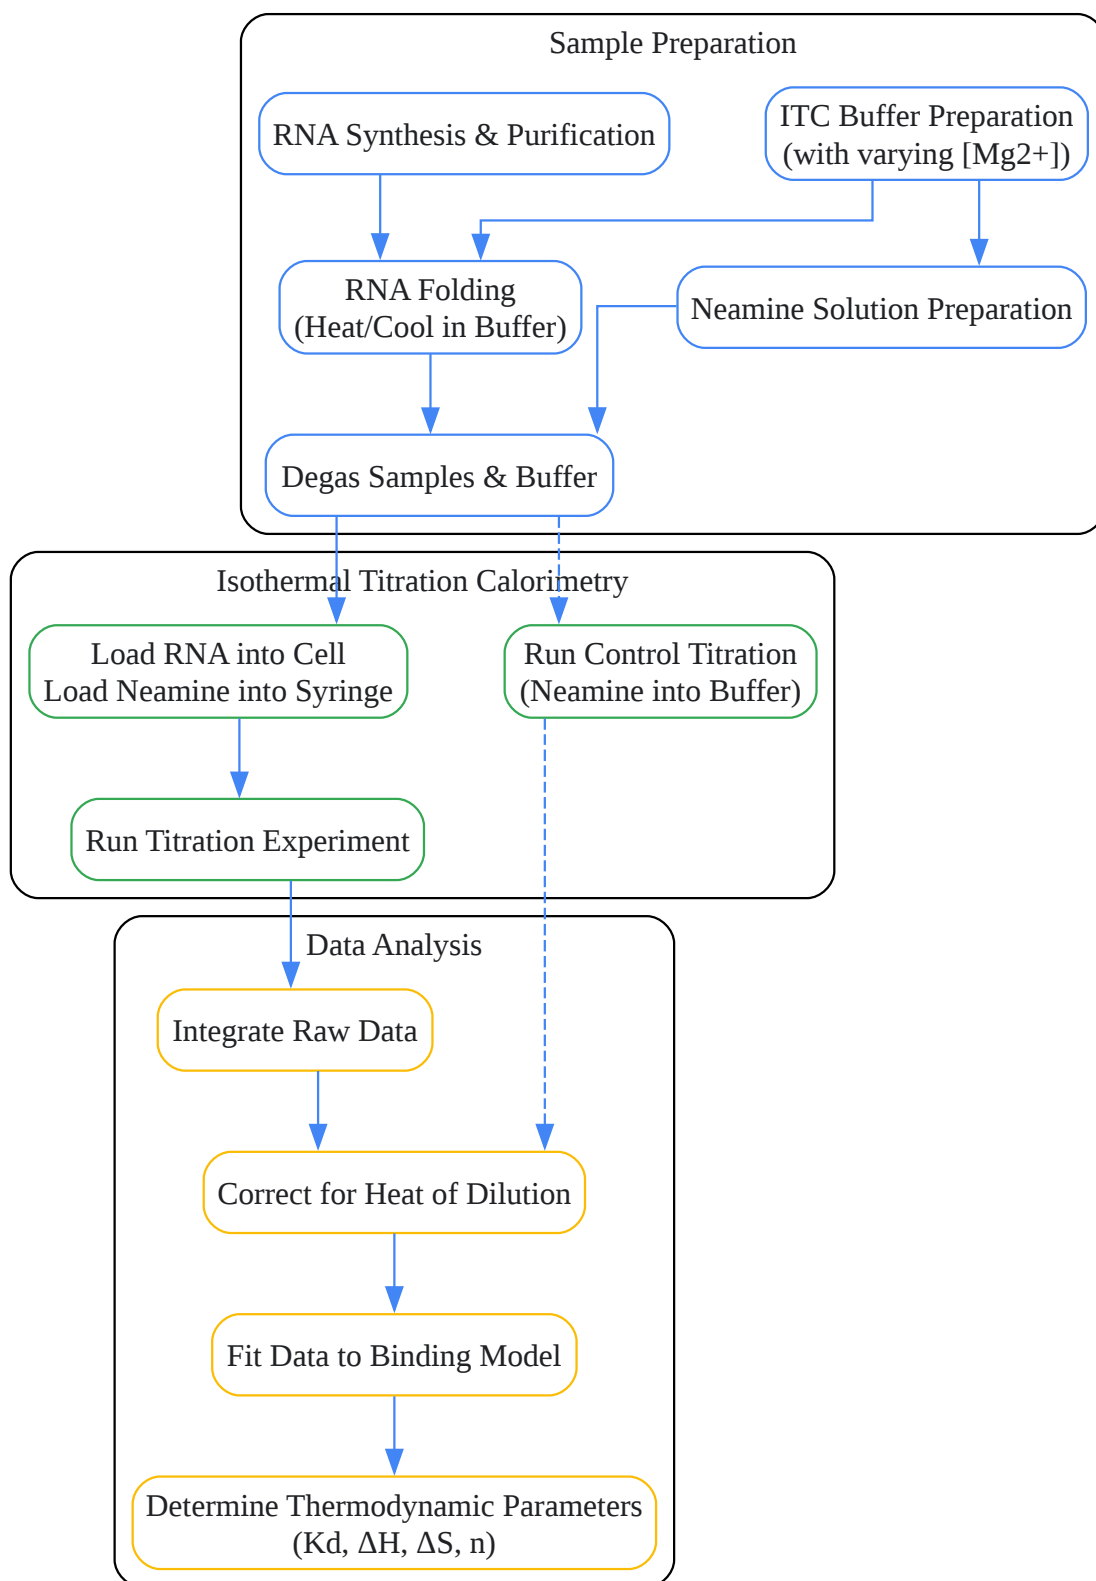 Sample Preparation
RNA Synthesis & Purification
ITC Buffer Preparation
(with varying [Mg2+])
RNA Folding
(Heat/Cool in Buffer)
Neamine Solution Preparation
Degas Samples & Buffer
Isothermal Titration Calorimetry
Load RNA into Cell
Load Neamine into Syringe
Run Control Titration
(Neamine into Buffer)
Run Titration Experiment
Data Analysis
Integrate Raw Data
Correct for Heat of Dilution
Fit Data to Binding Model
Determine Thermodynamic Parameters
(Kd, ΔH, ΔS, n)